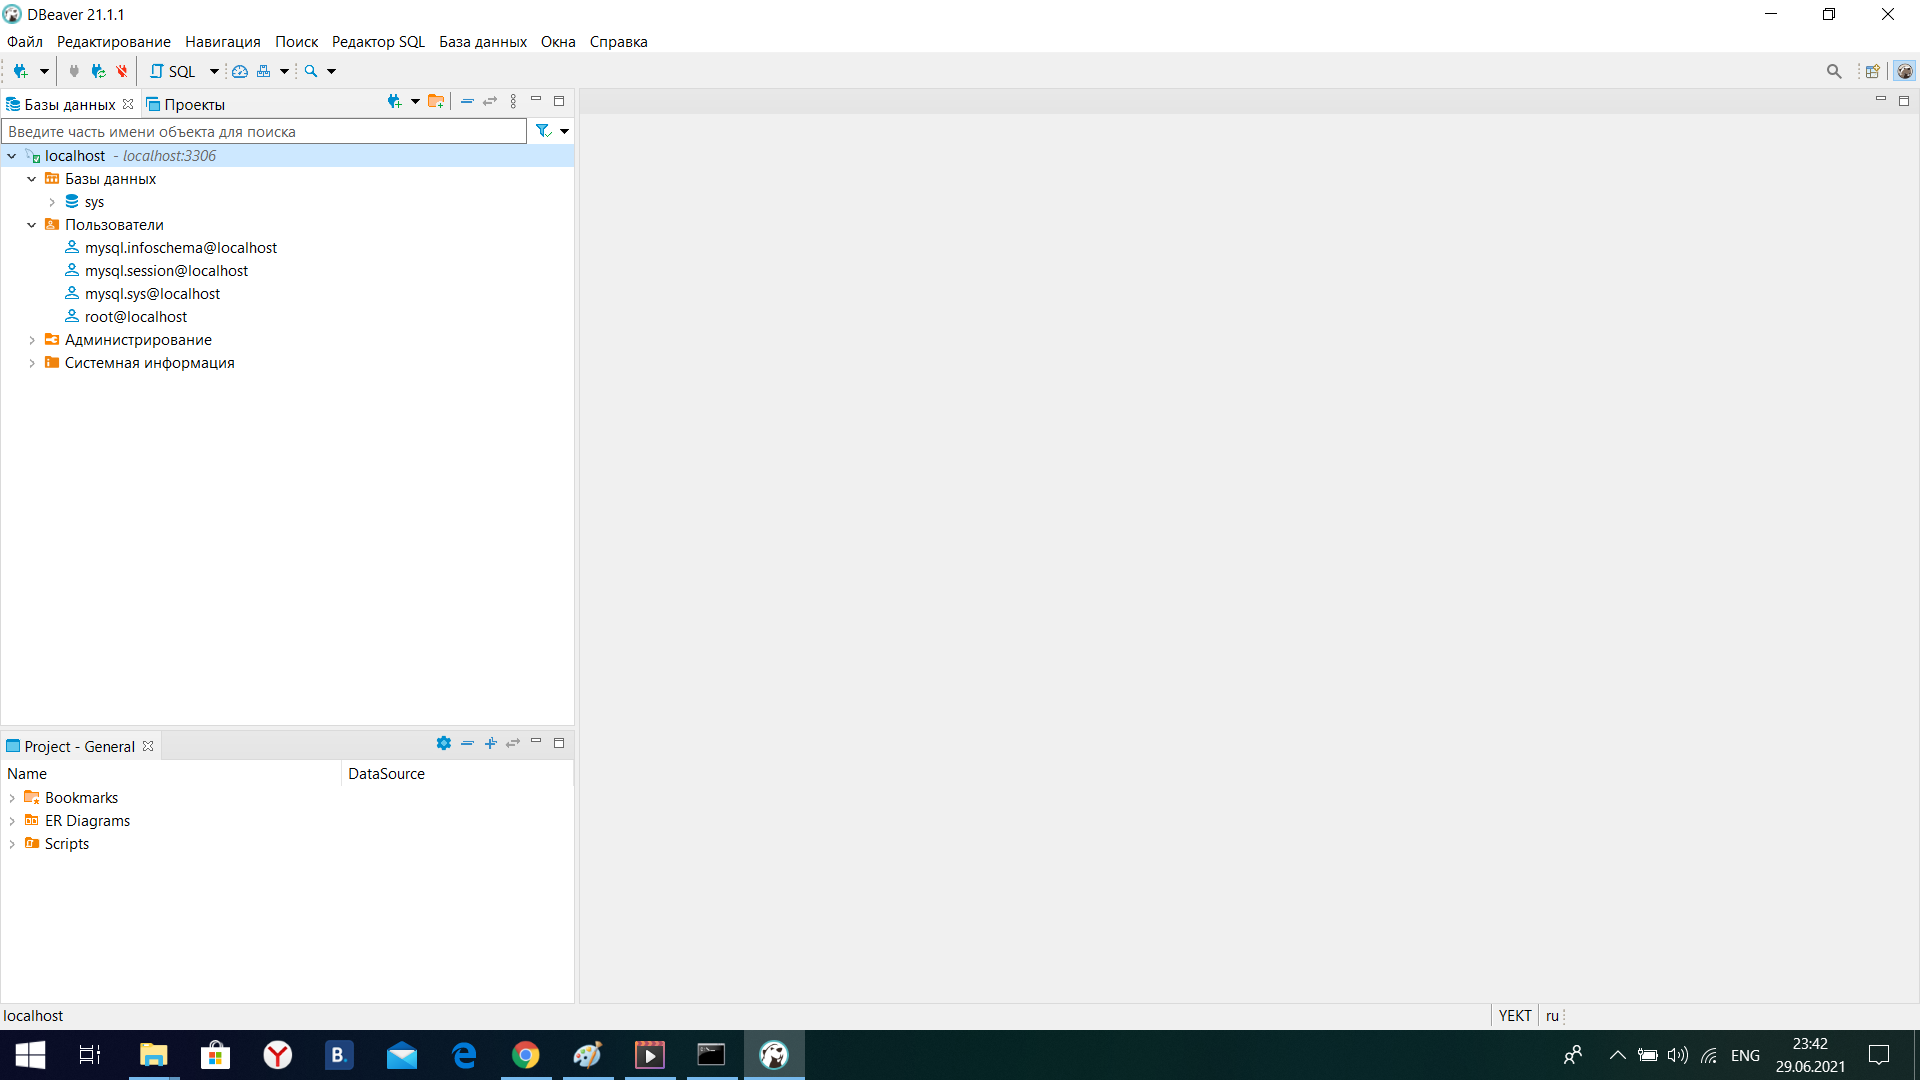 DBeaver 21.1.1
Файл Редактирование Навигация Поиск Редактор SQL База данных Окна Справка
SQL
Базы данных Проекты
Введите часть имени объекта для поиска
localhost - localhost:3306
Базы данных
sys
Пользователи
mysql.infoschema@localhost
mysql.session@localhost
mysql.sys@localhost
root@localhost
Администрирование
Системная информация
Project - General
Name DataSource
Bookmarks
ER Diagrams
Scripts
localhost YEKT ru
B. ENG 23:42
29.06.2021